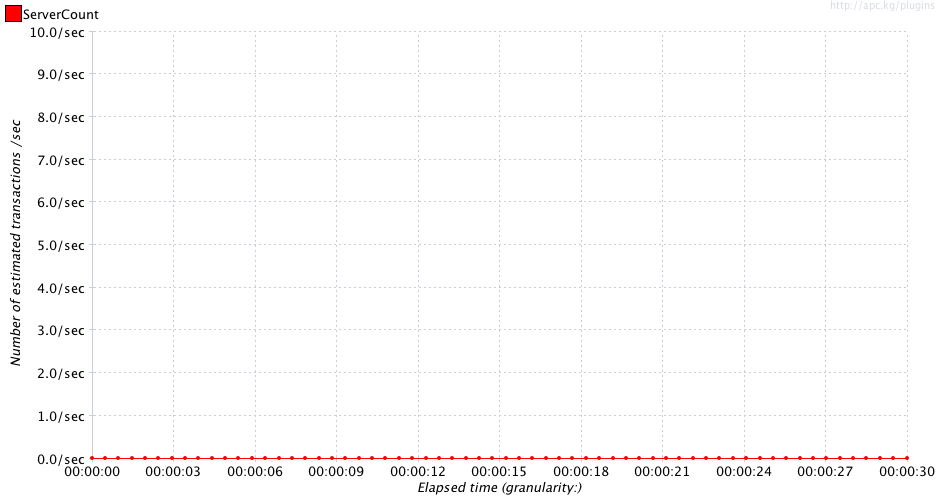 http://apc.kg/plugins
ServerCount
10.0/sec
9.0/sec
8.0/sec
7.0/sec
6.0/sec
5.0/sec
4.0/sec
3.0/sec
2.0/sec
1.0/sec
0.0/sec
Number of estimated transactions /sec
00:00:00 00:00:03 00:00:06 00:00:09 00:00:12 00:00:15 00:00:18 00:00:21 00:00:24 00:00:27 00:00:30
Elapsed time (granularity:)